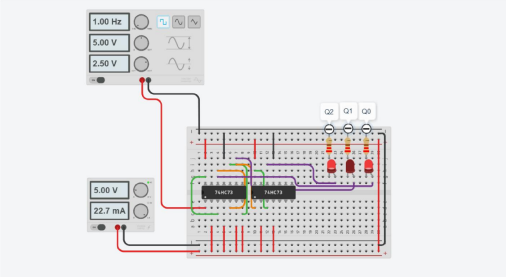 1.00 Hz
5.00 V
2.50 V
Q2 Q1 Q0
5.00 V
22.7 mA
74HC73 74HC73